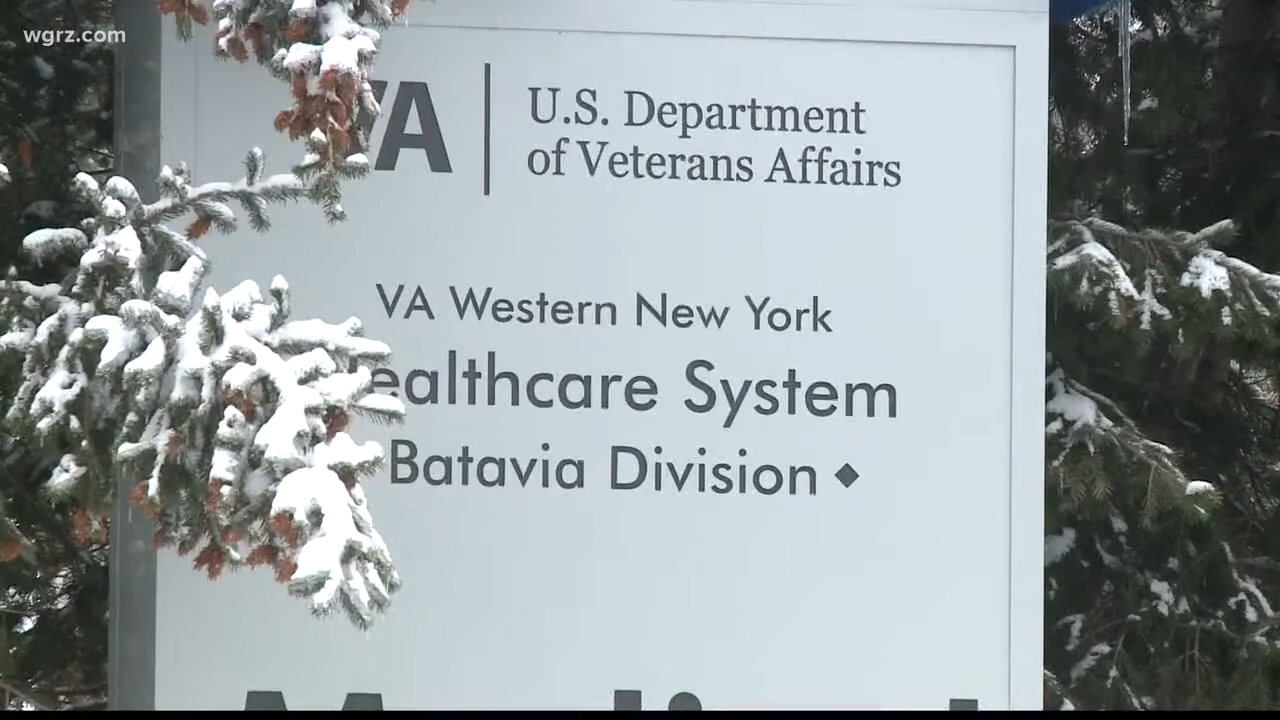 wgrz.com
VA
U.S. Department
of Veterans Affairs
VA Western New York
ealthcare System
Batavia Division ◆